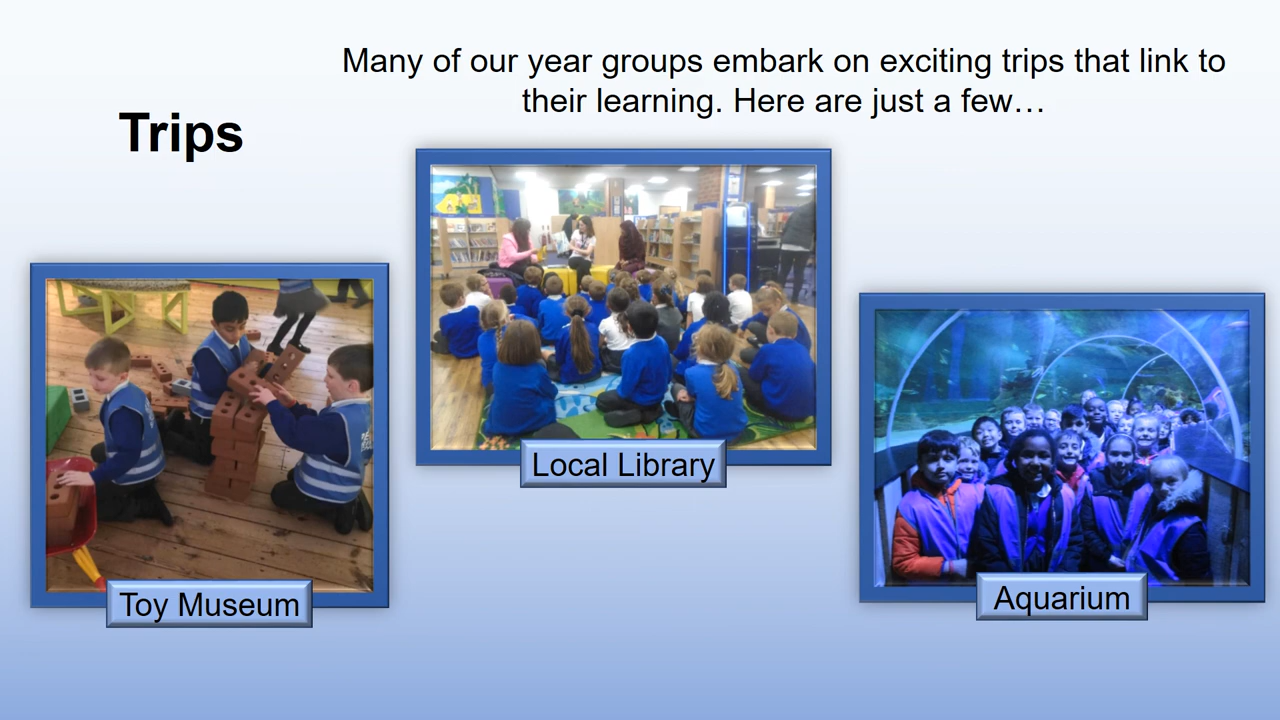 Many of our year groups embark on exciting trips that link to
their learning. Here are just a few…
Trips
Local Library
Toy Museum
Aquarium